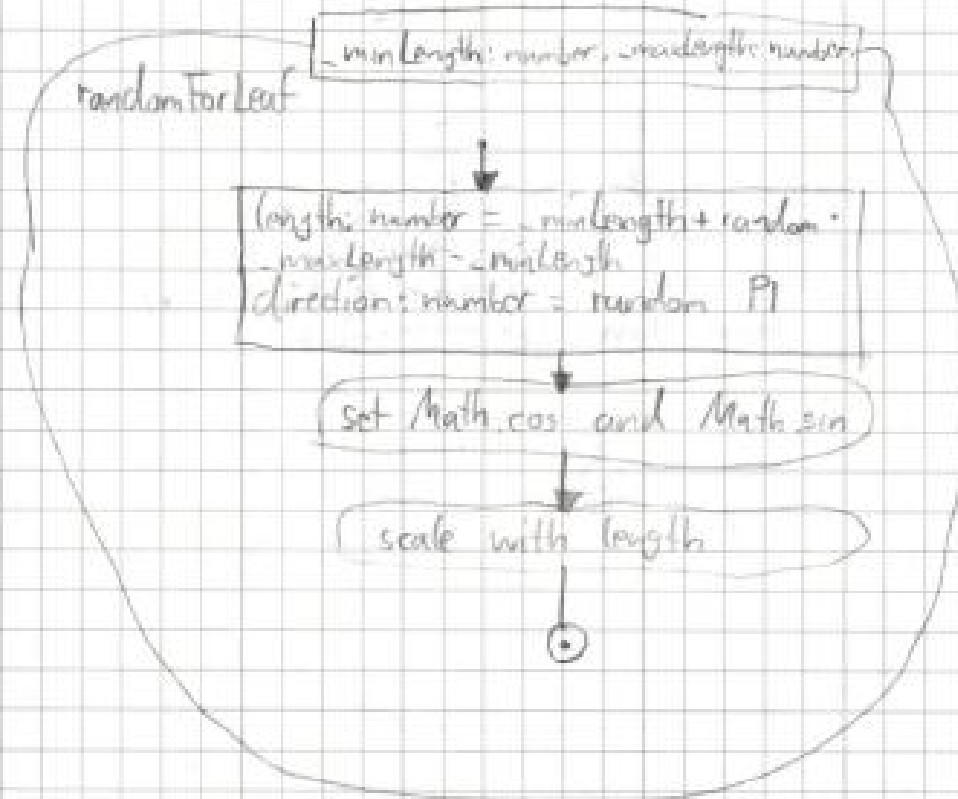 _minLength: number, _maxLength: number
randomForLeaf
length: number = _minLength + random ·
_maxLength - _minLength
direction: number = random PI
set Math.cos and Math.sin
scale with length